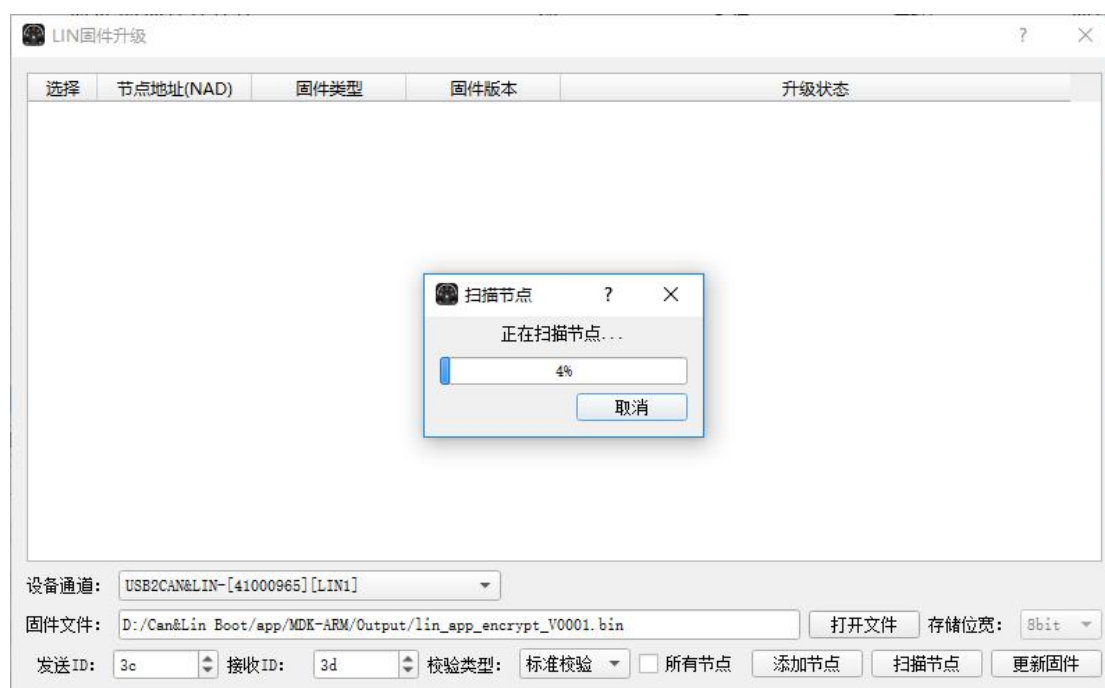 LIN固件升级 ?
选择 节点地址(NAD) 固件类型 固件版本 升级状态
扫描节点 ?
正在扫描节点...
4%
取消
设备通道: USB2CAN&LIN-[41000965][LIN1]
固件文件: D:/Can&Lin Boot/app/MDK-ARM/Output/lin_app_encrypt_V0001.bin 打开文件 存储位宽: 8bit
发送ID: 3c 接收ID: 3d 校验类型: 标准校验 所有节点 添加节点 扫描节点 更新固件